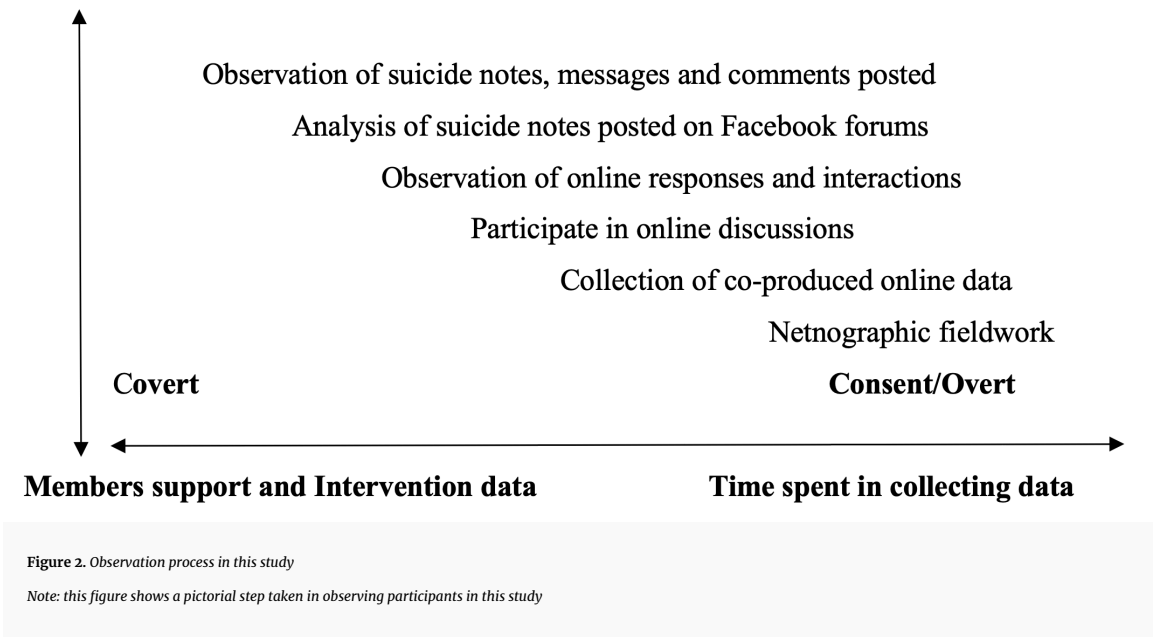 Observation of suicide notes, messages and comments posted
Analysis of suicide notes posted on Facebook forums
Observation of online responses and interactions
Participate in online discussions
Collection of co-produced online data
Netnographic fieldwork
Covert
Consent/Overt
Members support and Intervention data
Time spent in collecting data
Figure 2. Observation process in this study
Note: this figure shows a pictorial step taken in observing participants in this study